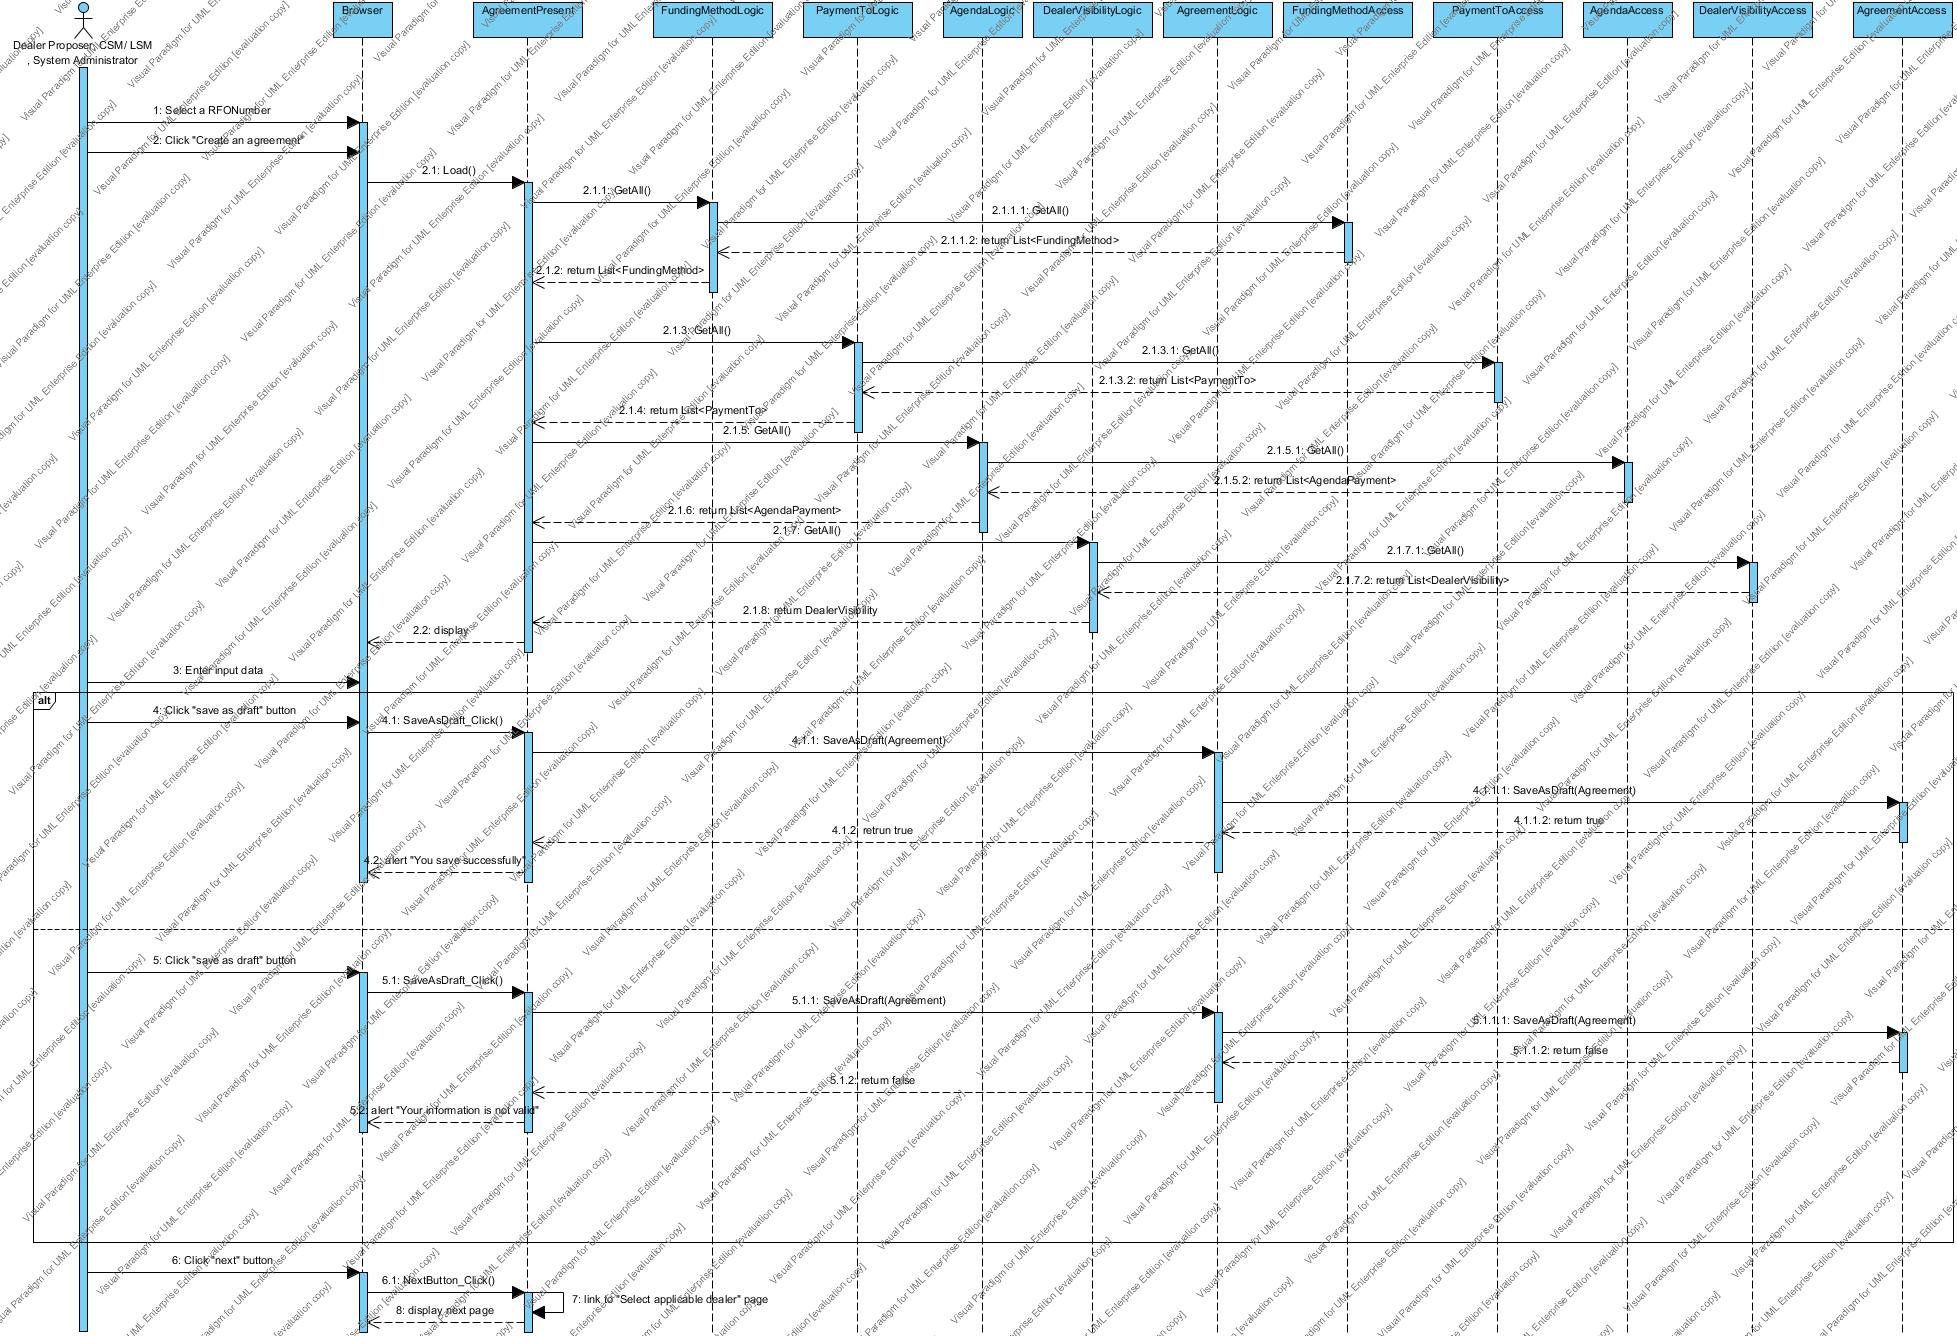 Browser
AgreementPresent
FundingMethodLogic
PaymentToLogic
AgendaLogic
DealerVisibilityLogic
AgreementLogic
FundingMethodAccess
PaymentToAccess
AgendaAccess
DealerVisibilityAccess
AgreementAccess
Dealer Proposer, CSM/ LSM
, System Administrator
1: Select a RFONumber
2: Click "Create an agreement"
2.1: Load()
2.1.1: GetAll()
2.1.1.1: GetAll()
2.1.1.2: return List<FundingMethod>
2.1.2: return List<FundingMethod>
2.1.3: GetAll()
2.1.3.1: GetAll()
2.1.3.2: return List<PaymentTo>
2.1.4: return List<PaymentTo>
2.1.5: GetAll()
2.1.5.1: GetAll()
2.1.5.2: return List<AgendaPayment>
2.1.6: return List<AgendaPayment>
2.1.7: GetAll()
2.1.7.1: GetAll()
2.1.7.2: return List<DealerVisibility>
2.1.8: return DealerVisibility
2.2: display
3: Enter input data
alt
4: Click "save as draft" button
4.1: SaveAsDraft_Click()
4.1.1: SaveAsDraft(Agreement)
4.1.1.1: SaveAsDraft(Agreement)
4.1.1.2: return true
4.1.2: retrun true
4.2: alert "You save successfully"
5: Click "save as draft" button
5.1: SaveAsDraft_Click()
5.1.1: SaveAsDraft(Agreement)
5.1.1.1: SaveAsDraft(Agreement)
5.1.1.2: return false
5.1.2: return false
5.2: alert "Your information is not valid"
6: Click "next" button
6.1: NextButton_Click()
7: link to "Select applicable dealer" page
8: display next page
Visual Paradigm for UML Enterprise Edition [evaluation copy]